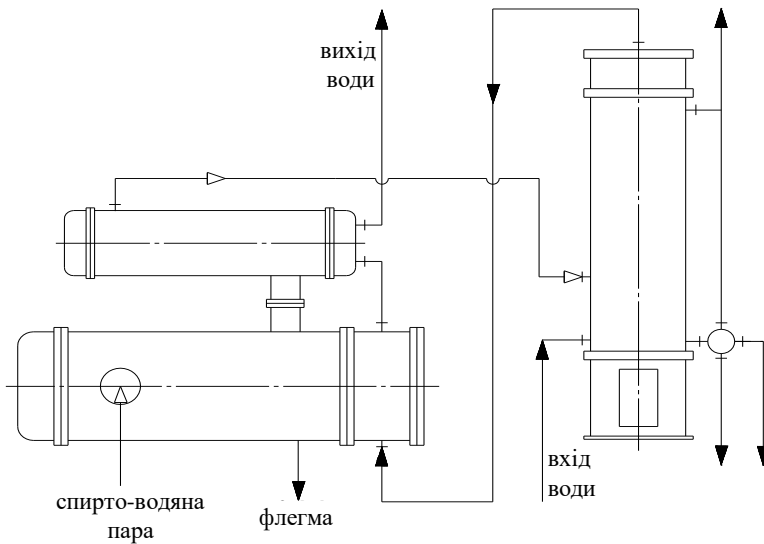 вихід
води
вхід
води
спирто-водяна
пара
флегма